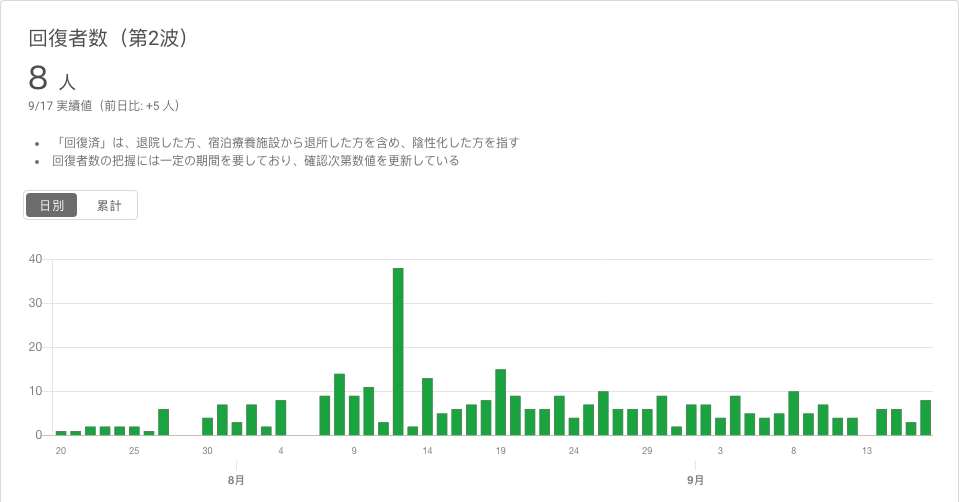 回復者数（第2波）
8 人
9/17 実績値（前日比: +5 人）
• 「回復済」は、退院した方、宿泊療養施設から退所した方を含め、陰性化した方を指す
• 回復者数の把握には一定の期間を要しており、確認次第数値を更新している
日別 累計
40
30
20
10
0
20 25 30 4 9 14 19 24 29 3 8 13
8月 9月